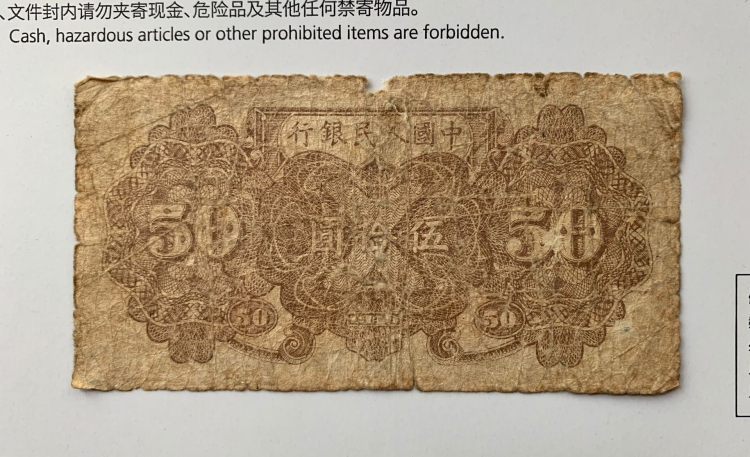 、文件封内请勿夹寄现金、危险品及其他任何禁寄物品。
Cash, hazardous articles or other prohibited items are forbidden.
中國人民銀行
50 伍拾圓 50
50 50